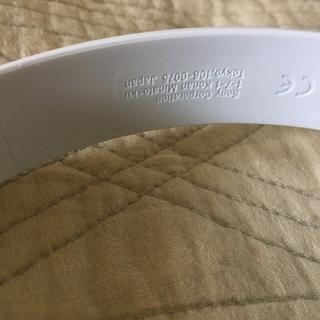 Sony Corporation
1-7-1 Konan Minato-ku
Tokyo,108-0075 Japan
CE